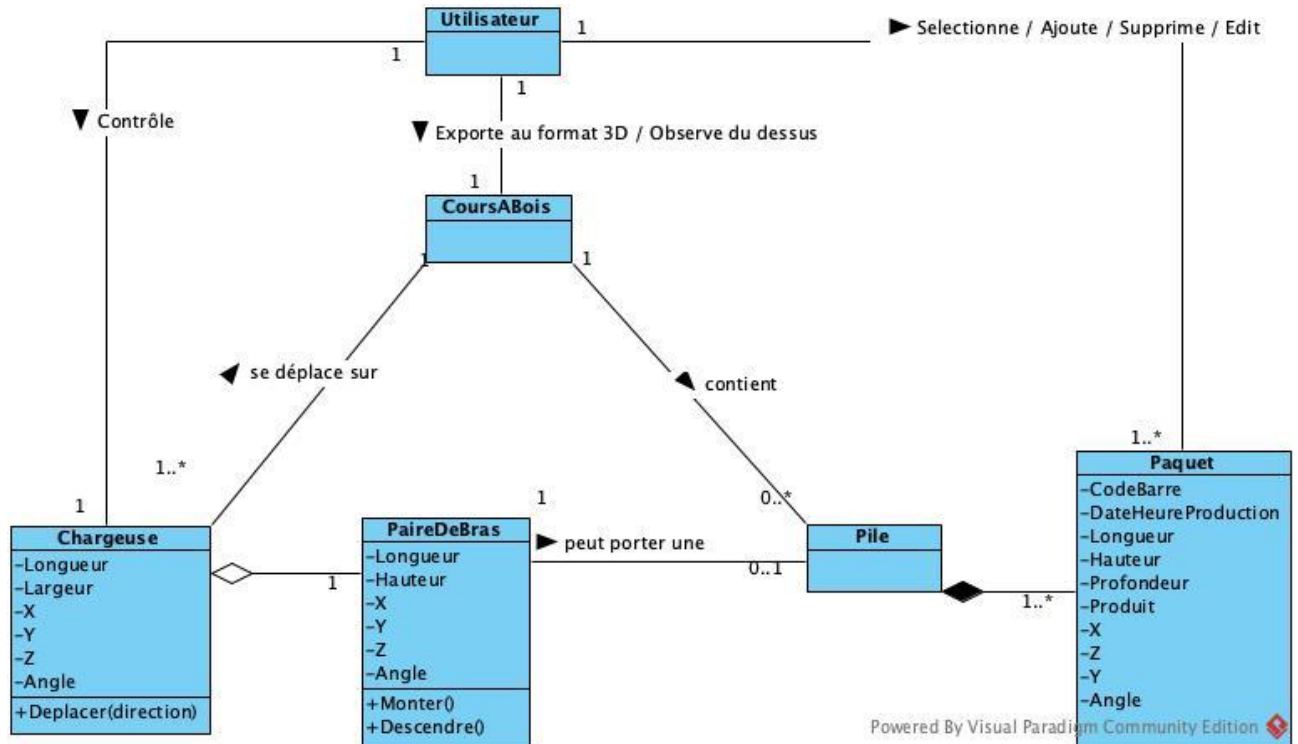 Utilisateur
1
1
1
► Selectionne / Ajoute / Supprime / Edit
▼ Contrôle
▼ Exporte au format 3D / Observe du dessus
1
CoursABois
1
1
se déplace sur
contient
1..*
1..*
1
1
0..*
Chargeuse
-Longueur
-Largeur
-X
-Y
-Z
-Angle
+Deplacer(direction)
1
PaireDeBras
-Longueur
-Hauteur
-X
-Y
-Z
-Angle
+Monter()
+Descendre()
► peut porter une
0..1
Pile
1..*
Paquet
-CodeBarre
-DateHeureProduction
-Longueur
-Hauteur
-Profondeur
-Produit
-X
-Z
-Y
-Angle
Powered By Visual Paradigm Community Edition